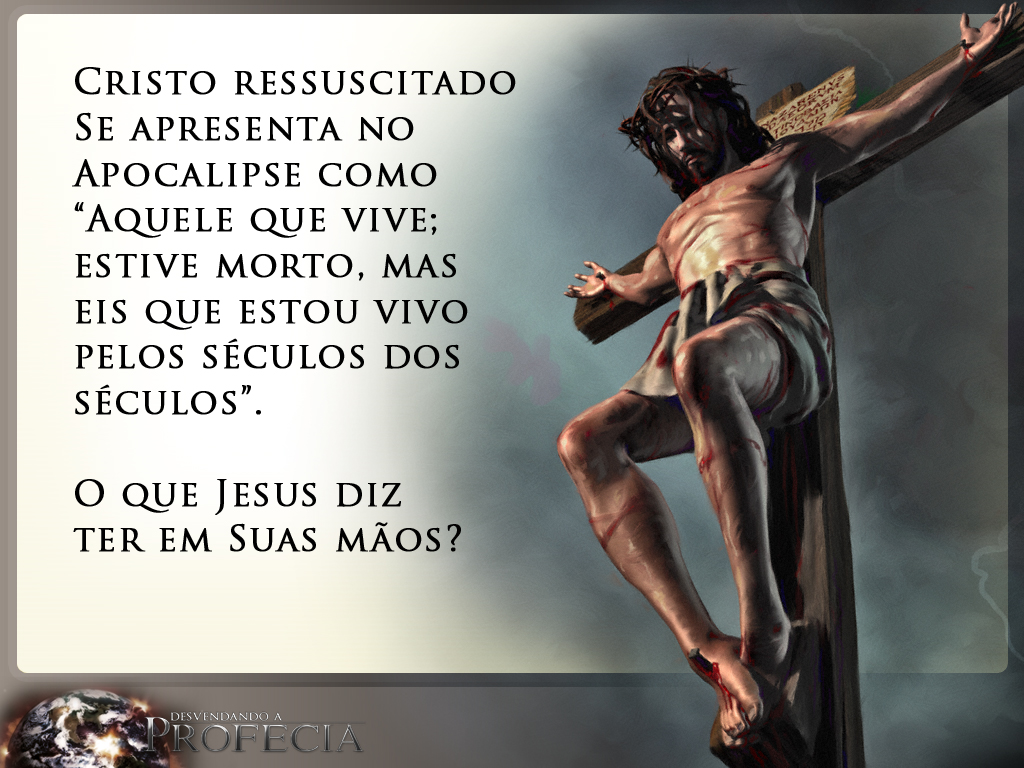 Cristo ressuscitado
Se apresenta no
Apocalipse como
“Aquele que vive;
estive morto, mas
eis que estou vivo
pelos séculos dos
séculos”.
O que Jesus diz
ter em Suas mãos?
DESVENDANDO A
PROFECIA